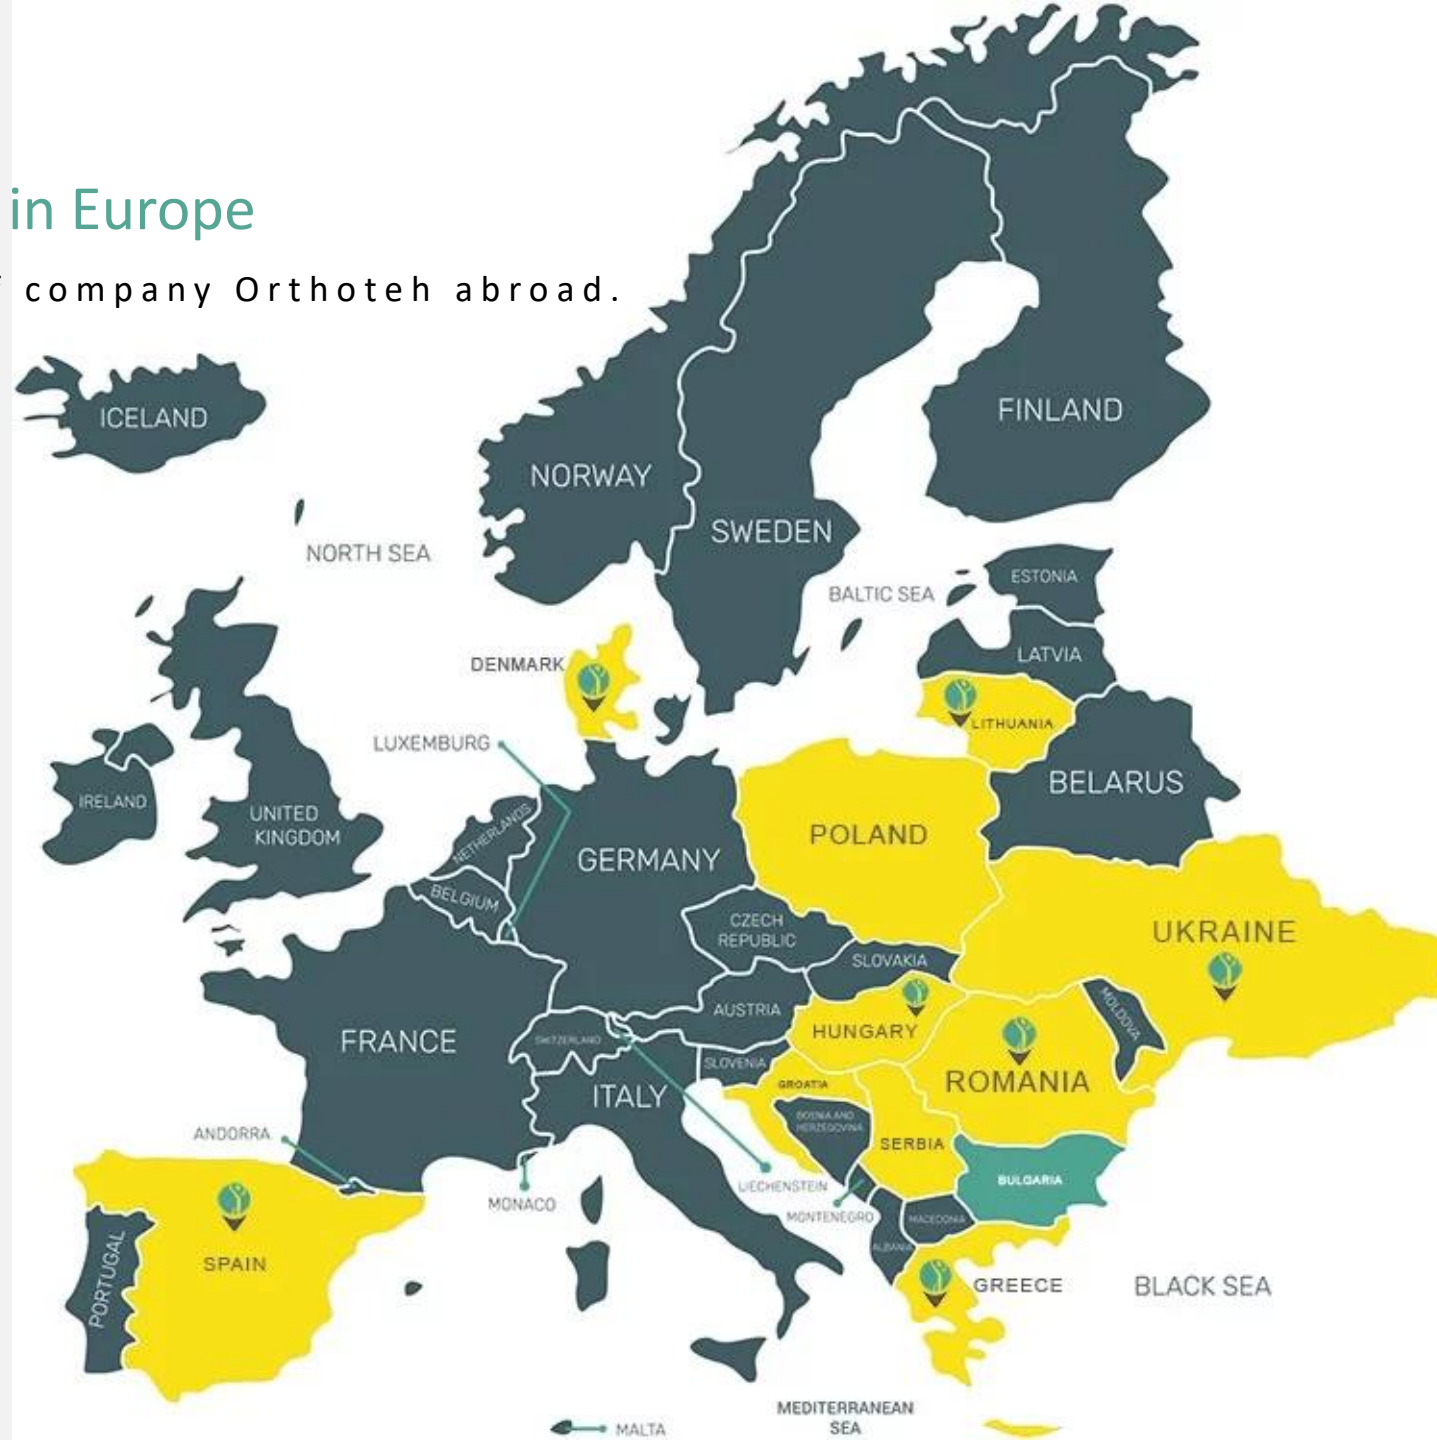 in Europe
company Orthoteh abroad.
ICELAND
FINLAND
NORWAY
SWEDEN
NORTH SEA
ESTONIA
BALTIC SEA
LATVIA
DENMARK
LITHUANIA
LUXEMBURG
BELARUS
IRELAND
UNITED
KINGDOM
NETHERLANDS
POLAND
GERMANY
BELGIUM
CZECH
REPUBLIC
UKRAINE
SLOVAKIA
AUSTRIA
MOLDOVA
HUNGARY
FRANCE
SWITZERLAND
SLOVENIA
ROMANIA
GROATIA
ITALY
BOSNIA AND
HERZEGOVINA
ANDORRA
SERBIA
BULGARIA
LIECHENSTEIN
MONACO
MONTENEGRO
MACEDONIA
ALBANIA
SPAIN
PORTUGAL
GREECE
BLACK SEA
MEDITERRANEAN
SEA
MALTA